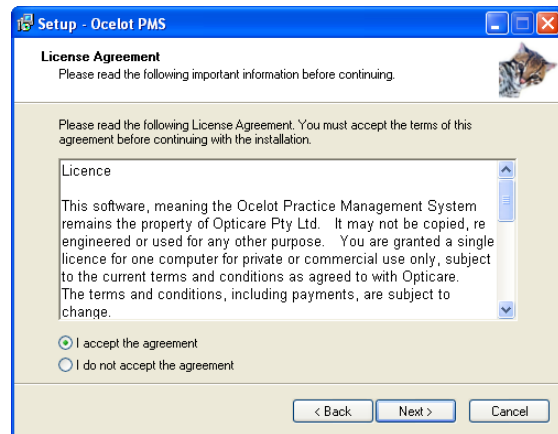 Setup - Ocelot PMS
License Agreement
Please read the following important information before continuing.
Please read the following License Agreement. You must accept the terms of this
agreement before continuing with the installation.
Licence
This software, meaning the Ocelot Practice Management System
remains the property of Opticare Pty Ltd.   It may not be copied, re
engineered or used for any other purpose.   You are granted a single
licence for one computer for private or commercial use only, subject
to the current terms and conditions as agreed to with Opticare.
The terms and conditions, including payments, are subject to
change.
I accept the agreement
I do not accept the agreement
< Back
Next >
Cancel